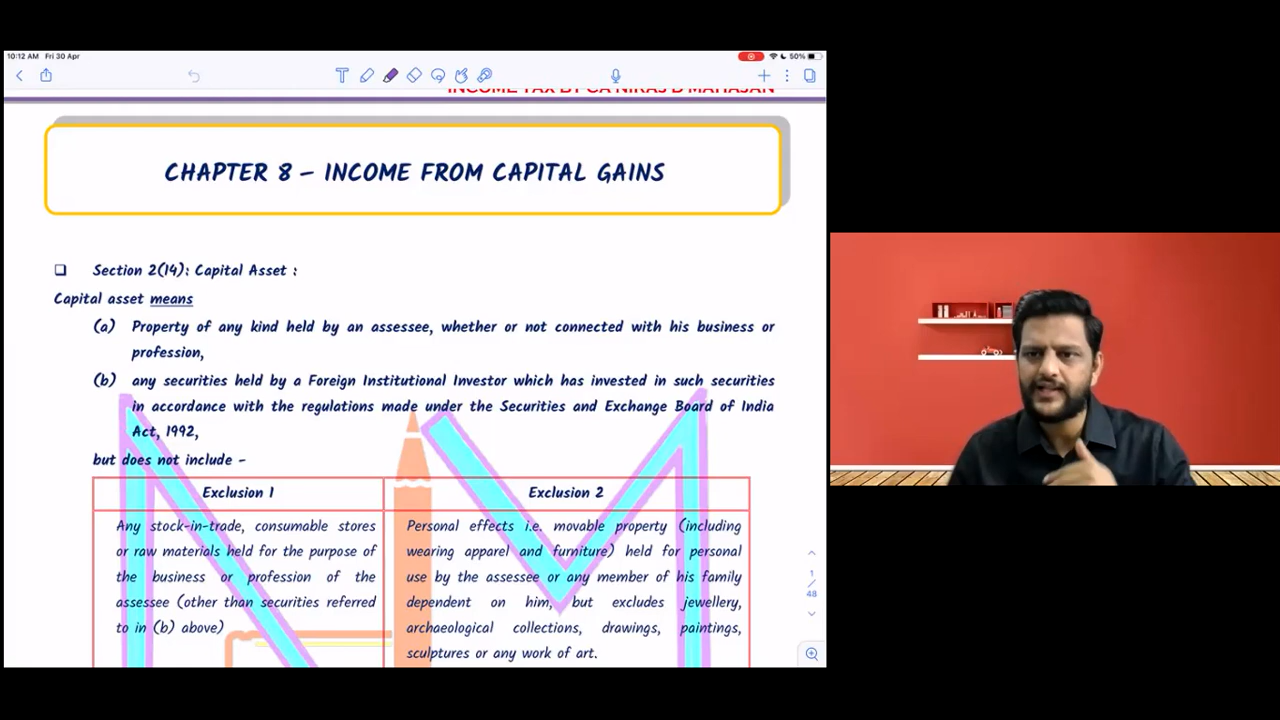 10:12 AM Fri 30 Apr
50%
INCOME TAX BY CA NIRAJ B MAHAJAN
CHAPTER 8 – INCOME FROM CAPITAL GAINS
❑ Section 2(14): Capital Asset :
Capital asset means
(a) Property of any kind held by an assessee, whether or not connected with his business or
profession,
(b) any securities held by a Foreign Institutional Investor which has invested in such securities
in accordance with the regulations made under the Securities and Exchange Board of India
Act, 1992,
but does not include -
Exclusion 1
Any stock-in-trade, consumable stores
or raw materials held for the purpose of
the business or profession of the
assessee (other than securities referred
to in (b) above)
Exclusion 2
Personal effects i.e. movable property (including
wearing apparel and furniture) held for personal
use by the assessee or any member of his family
dependent on him, but excludes jewellery,
archaeological collections, drawings, paintings,
sculptures or any work of art.
1
/
48